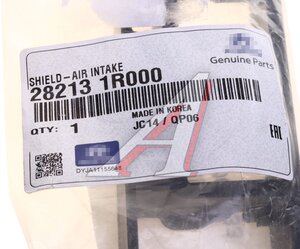 Genuine Parts
SHIELD-AIR INTAKE
28213 1R000
MADE IN KOREA
QTY: 1
JC14 / QP06
EAC